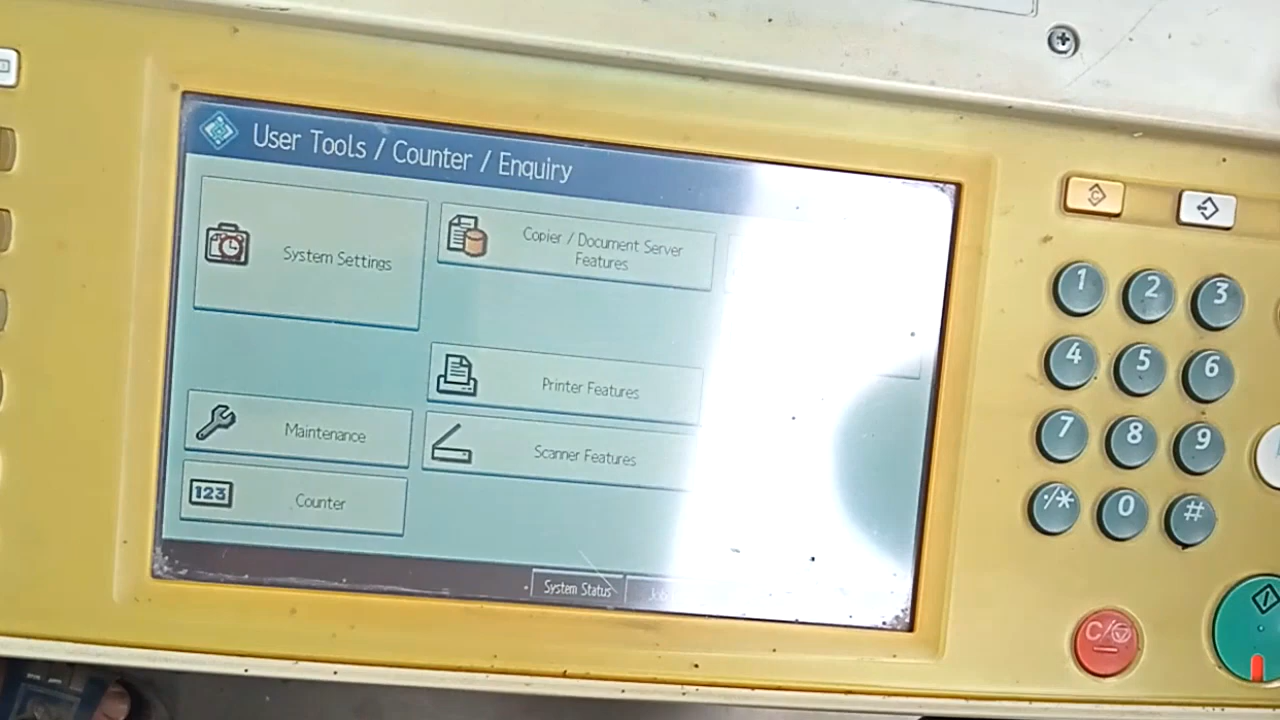 User Tools / Counter / Enquiry
System Settings
Copier / Document Server
Features
Printer Features
Maintenance
Scanner Features
123
Counter
System Status
C
1
2
3
4
5
6
7
8
9
·/*
0
#
C/